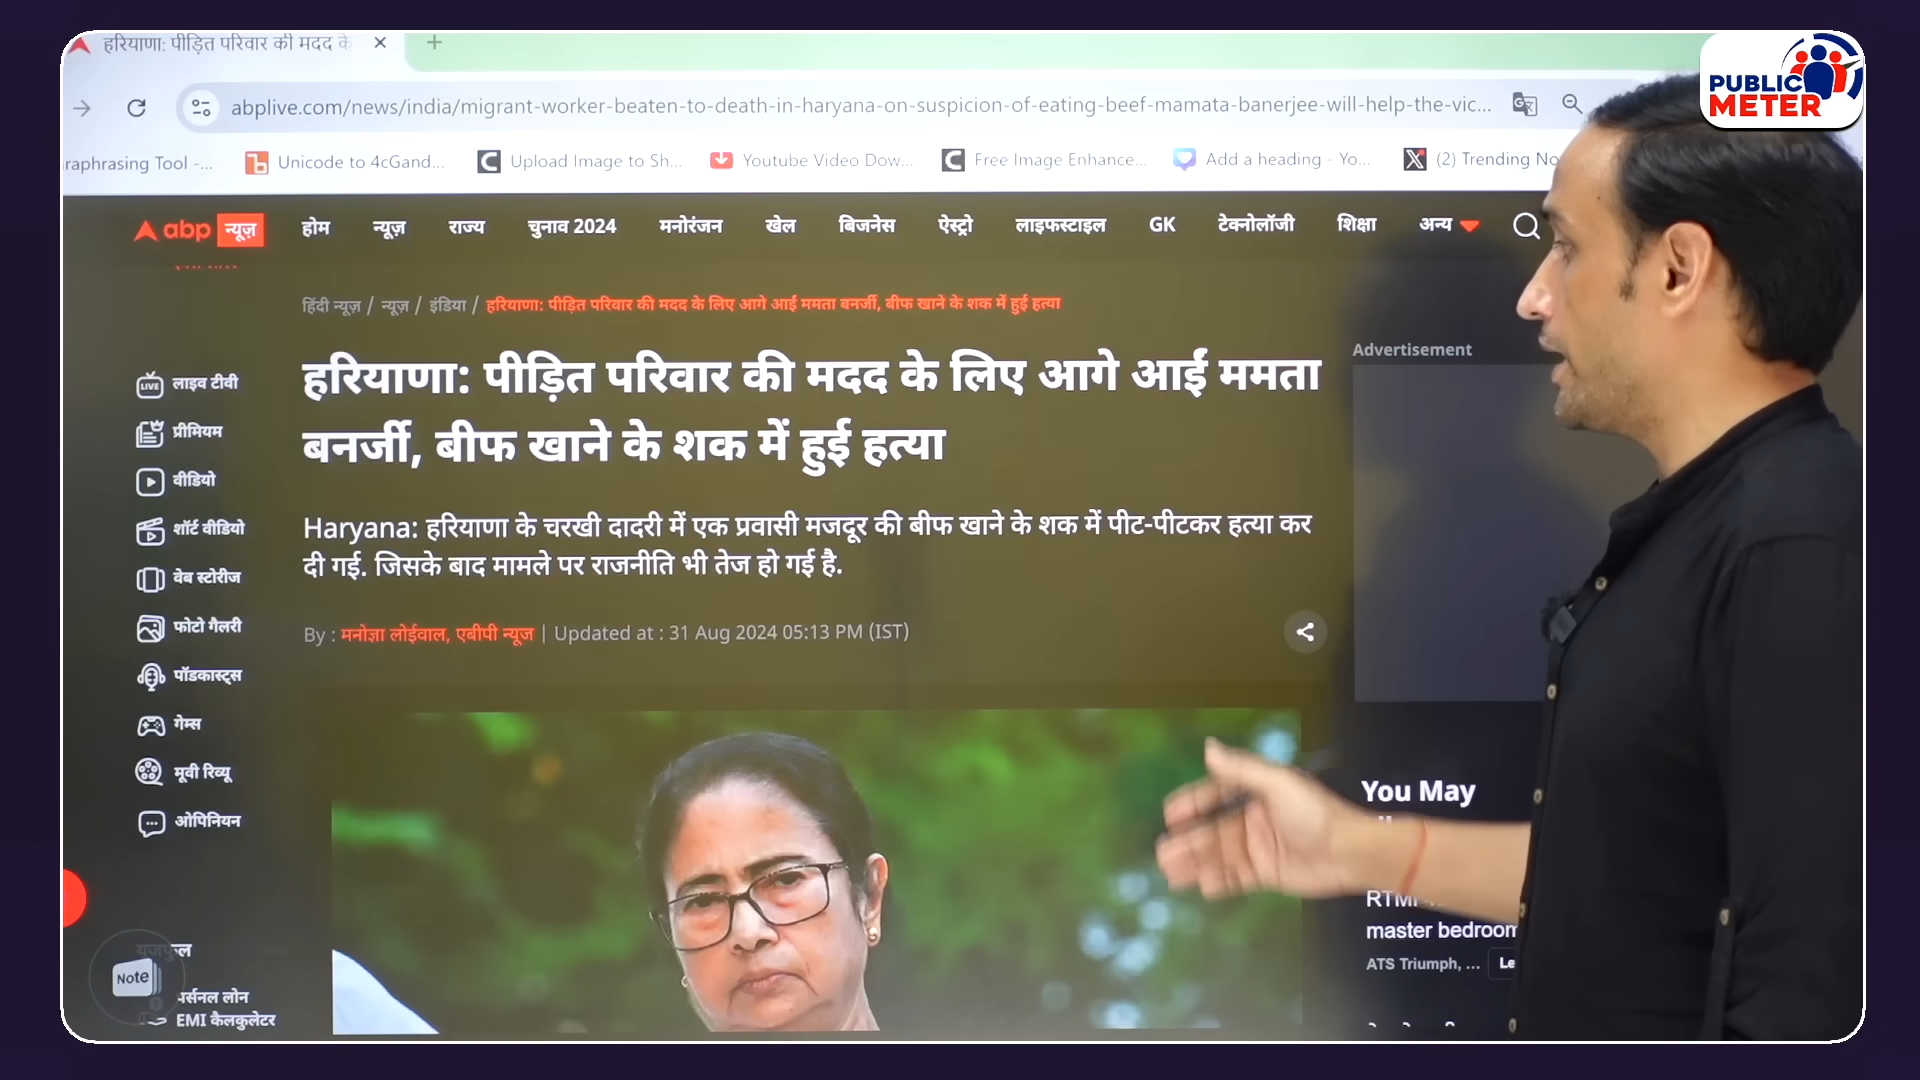 हरियाणा: पीड़ित परिवार की मदद के
PUBLIC
METER
abplive.com/news/india/migrant-worker-beaten-to-death-in-haryana-on-suspicion-of-eating-beef-mamata-banerjee-will-help-the-vic...
raphrasing Tool -...
Unicode to 4cGand...
Upload Image to Sh...
Youtube Video Dow...
Free Image Enhance...
Add a heading - Yo...
(2) Trending No
abp न्यूज़
होम
न्यूज़
राज्य
चुनाव 2024
मनोरंजन
खेल
बिजनेस
ऐस्ट्रो
लाइफस्टाइल
GK
टेक्नोलॉजी
शिक्षा
अन्य
हिंदी न्यूज़ / न्यूज़ / इंडिया / हरियाणा: पीड़ित परिवार की मदद के लिए आगे आईं ममता बनर्जी, बीफ खाने के शक में हुई हत्या
हरियाणा: पीड़ित परिवार की मदद के लिए आगे आईं ममता
बनर्जी, बीफ खाने के शक में हुई हत्या
Haryana: हरियाणा के चरखी दादरी में एक प्रवासी मजदूर की बीफ खाने के शक में पीट-पीटकर हत्या कर
दी गई. जिसके बाद मामले पर राजनीति भी तेज हो गई है.
By : मनोज्ञा लोईवाल, एबीपी न्यूज | Updated at : 31 Aug 2024 05:13 PM (IST)
LIVE
लाइव टीवी
प्रीमियम
वीडियो
शॉर्ट वीडियो
वेब स्टोरीज
फोटो गैलरी
पॉडकास्ट्स
गेम्स
मूवी रिव्यू
ओपिनियन
Note
पर्सनल लोन
EMI कैलकुलेटर
Advertisement
You May
master bedroom
ATS Triumph, ...
Le